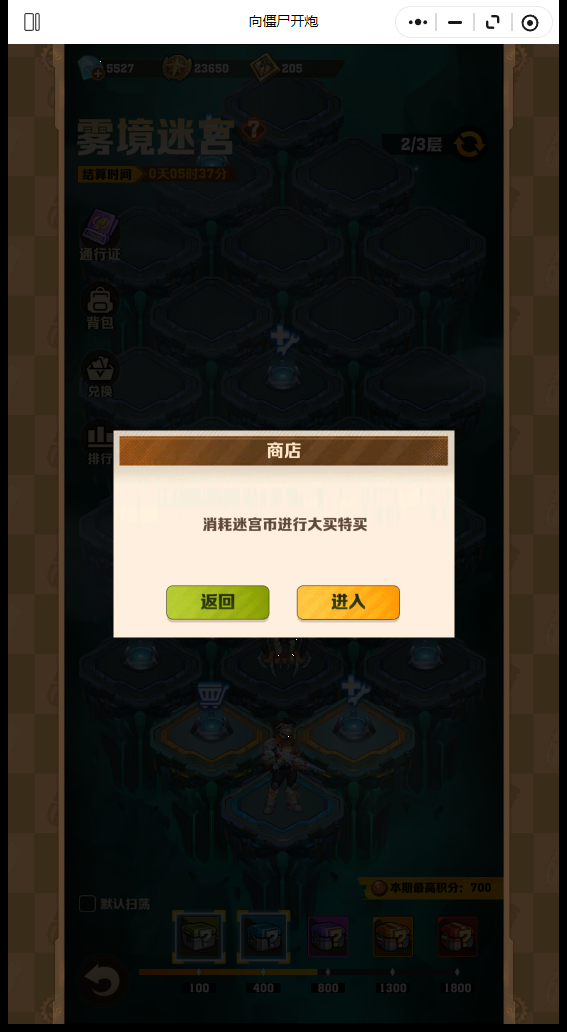 向僵尸开炮
5527
23650
205
雾境迷宫
?
2/3层
结算时间 0天05时37分
通行证
背包
兑换
排行
商店
消耗迷宫币进行大买特买
返回
进入
本期最高积分：700
默认扫荡
? ? ? ? ?
100 400 800 1300 1800